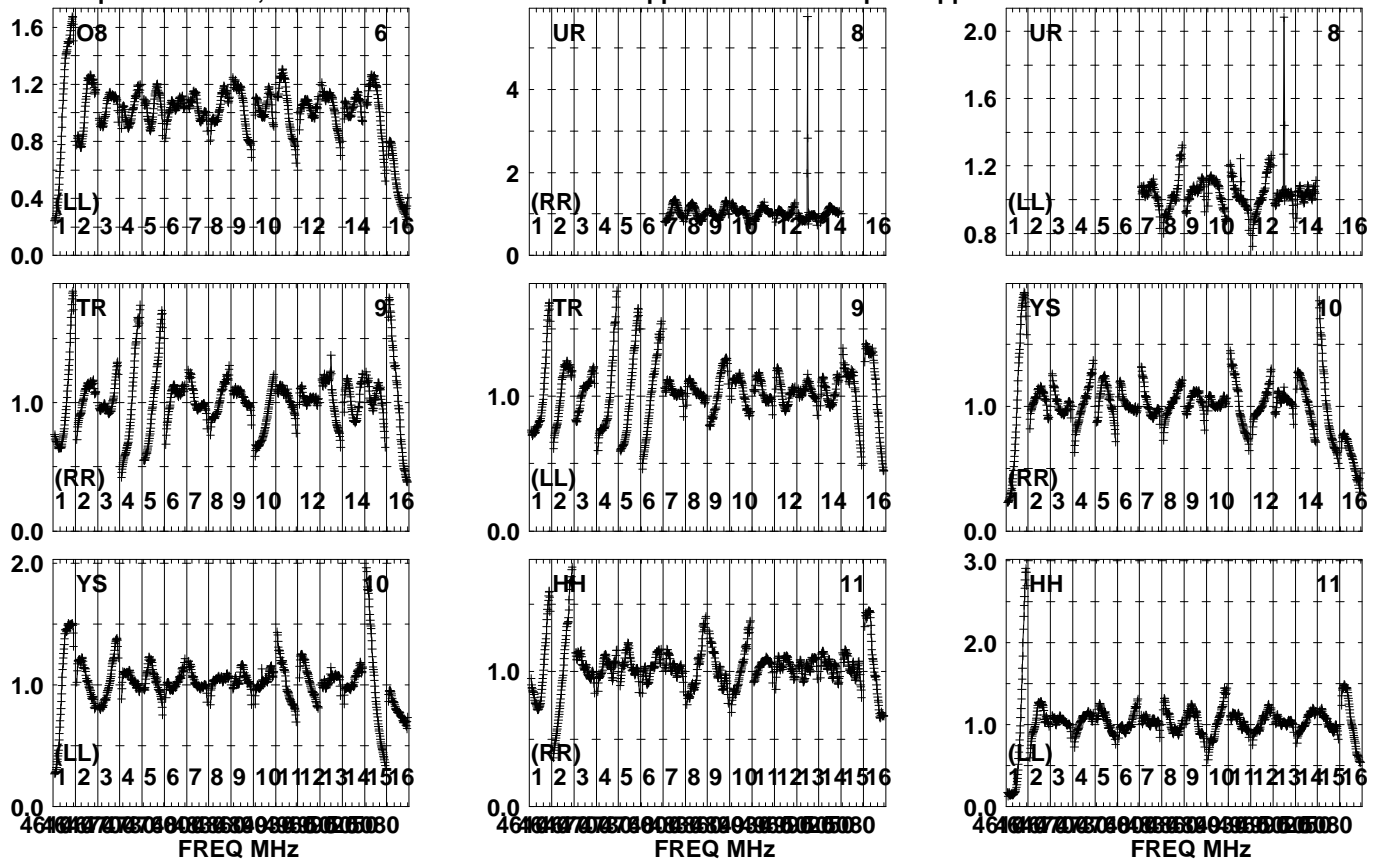 1.6 O8 6
1.2
0.8
0.4 (LL)
1 2 3 4 5 6 7 8 9 10 12 14 16
0.0
UR 8
4
2
(RR)
1 2 3 4 5 6 7 8 9 10 12 14 16
0
2.0 UR 8
1.6
1.2
1.0
(LL)
1 2 3 4 5 6 7 8 9 10 12 14 16
0.8
TR 9
1.0
(RR)
1 2 3 4 5 6 7 8 9 10 12 14 16
0.0
TR 9
1.0
(LL)
1 2 3 4 5 6 7 8 9 10 12 14 16
0.0
YS 10
1.0
(RR)
1 2 3 4 5 6 7 8 9 10 12 14 16
0.0
2.0 YS 10
1.0
(LL)
1 2 3 4 5 6 7 8 9 10 11 12 13 15 16
0.0
FREQ MHz
HH 11
1.0
(RR)
1 2 3 4 5 6 7 8 9 10 11 12 13 14 15 16
0.0
FREQ MHz
3.0 HH 11
2.0
1.0
(LL)
1 2 3 4 5 6 7 8 9 10 11 12 13 14 15 16
0.0
FREQ MHz